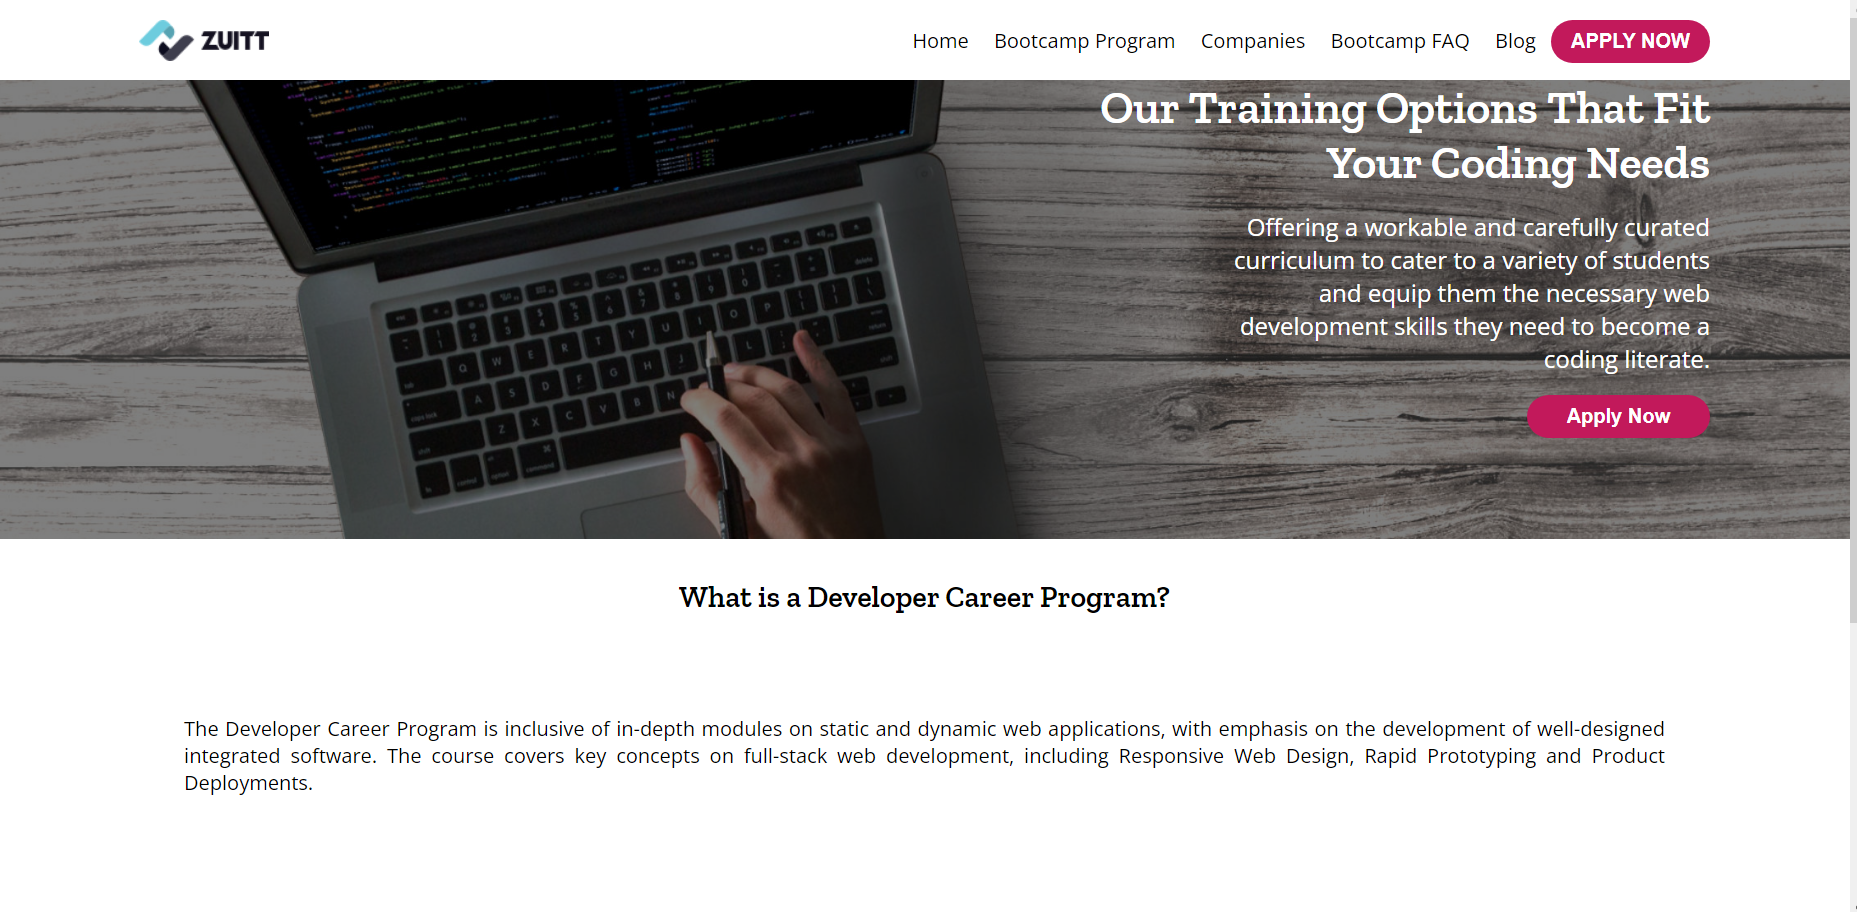 ZUITT
Home Bootcamp Program Companies Bootcamp FAQ Blog APPLY NOW
Our Training Options That Fit
Your Coding Needs
Offering a workable and carefully curated
curriculum to cater to a variety of students
and equip them the necessary web
development skills they need to become a
coding literate.
Apply Now
What is a Developer Career Program?
The Developer Career Program is inclusive of in-depth modules on static and dynamic web applications, with emphasis on the development of well-designed
integrated software. The course covers key concepts on full-stack web development, including Responsive Web Design, Rapid Prototyping and Product
Deployments.